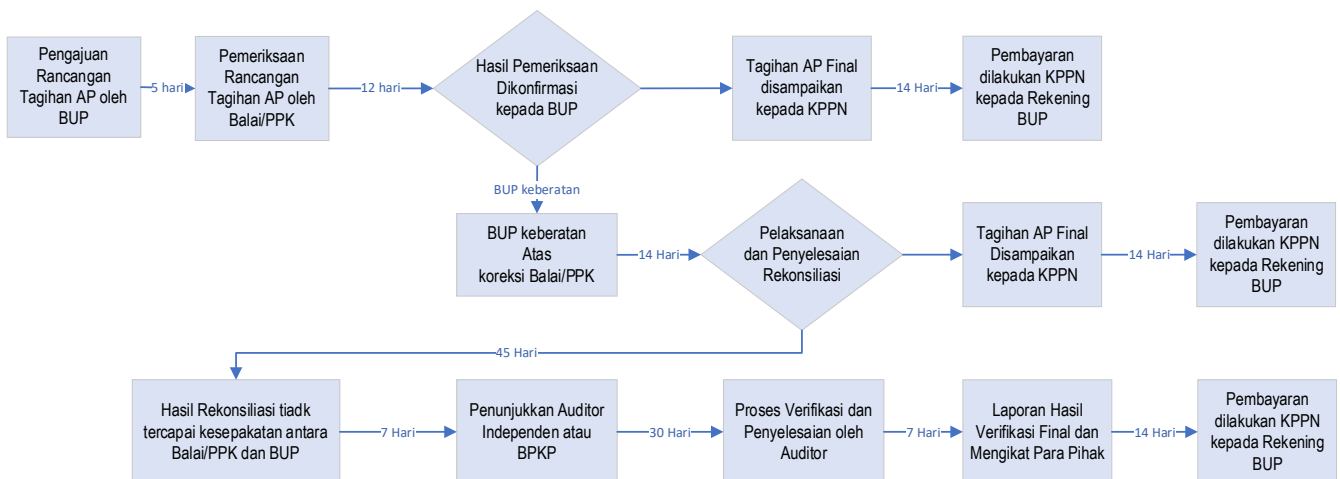 Pengajuan
Rancangan
Tagihan AP oleh
BUP
5 hari
Pemeriksaan
Rancangan
Tagihan AP oleh
Balai/PPK
12 hari
Hasil Pemeriksaan
Dikonfirmasi
kepada BUP
Tagihan AP Final
disampaikan
kepada KPPN
14 Hari
Pembayaran
dilakukan KPPN
kepada Rekening
BUP
BUP keberatan
BUP keberatan
Atas
koreksi Balai/PPK
14 Hari
Pelaksanaan
dan Penyelesaian
Rekonsiliasi
Tagihan AP Final
Disampaikan
kepada KPPN
14 Hari
Pembayaran
dilakukan KPPN
kepada Rekening
BUP
45 Hari
Hasil Rekonsiliasi tiadk
tercapai kesepakatan antara
Balai/PPK dan BUP
7 Hari
Penunjukkan Auditor
Independen atau
BPKP
30 Hari
Proses Verifikasi dan
Penyelesaian oleh
Auditor
7 Hari
Laporan Hasil
Verifikasi Final dan
Mengikat Para Pihak
14 Hari
Pembayaran
dilakukan KPPN
kepada Rekening
BUP